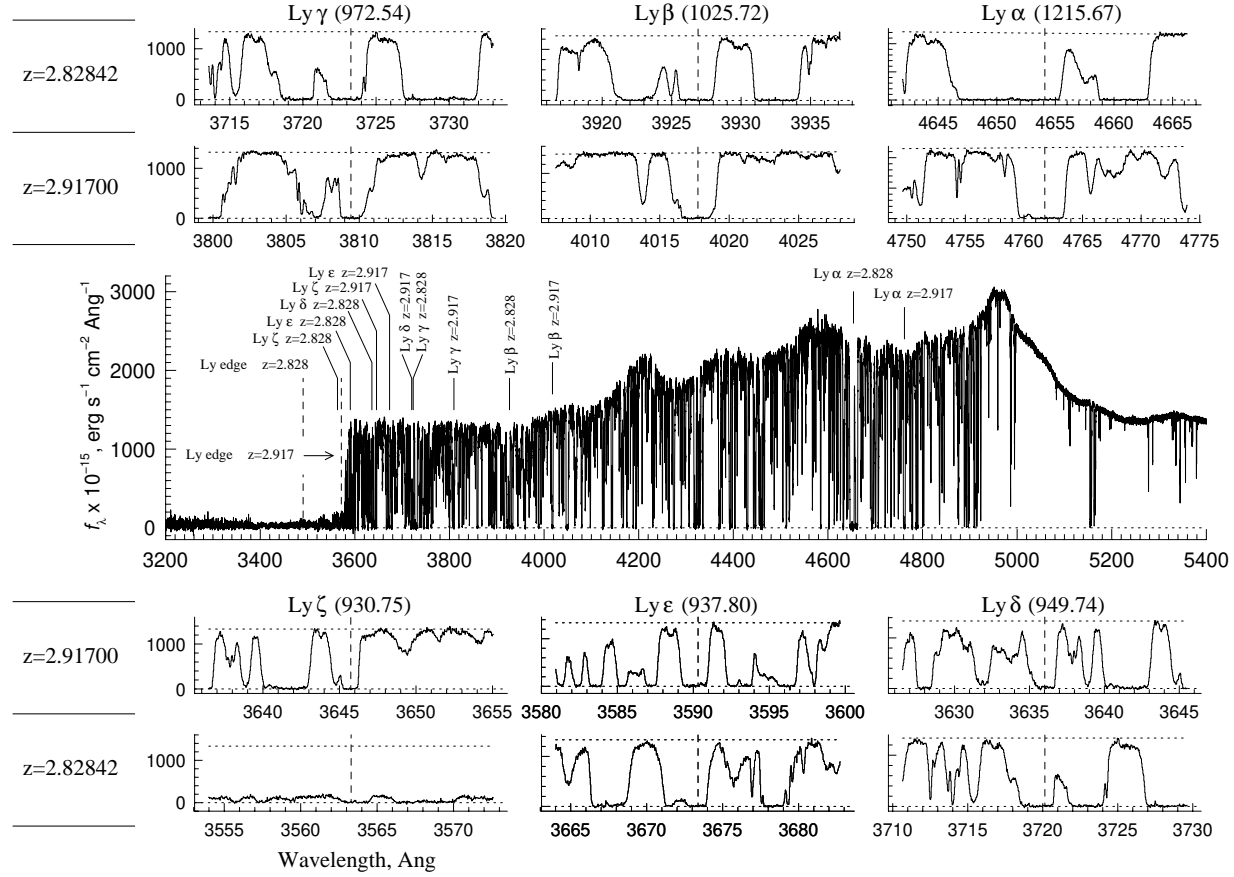 Ly γ (972.54) Ly β (1025.72) Ly α (1215.67)
z=2.82842
1000
0
3715 3720 3725 3730
3920 3925 3930 3935
4645 4650 4655 4660 4665
z=2.91700
1000
0
3800 3805 3810 3815 3820
4010 4015 4020 4025
4750 4755 4760 4765 4770 4775
f λ x 10−15, erg s−1 cm−2 Ang−1
3000
2000
1000
0
Ly ε z=2.917
Ly ζ z=2.917
Ly δ z=2.828
Ly ε z=2.828
Ly ζ z=2.828
Ly edge z=2.828
Ly edge z=2.917
Ly δ z=2.917
Ly γ z=2.828
Ly γ z=2.917
Ly β z=2.828
Ly β z=2.917
Ly α z=2.828
Ly α z=2.917
3200 3400 3600 3800 4000 4200 4400 4600 4800 5000 5200 5400
Ly ζ (930.75) Ly ε (937.80) Ly δ (949.74)
z=2.91700
1000
0
3640 3645 3650 3655
3580 3585 3590 3595 3600
3630 3635 3640 3645
z=2.82842
1000
0
3555 3560 3565 3570
3665 3670 3675 3680
3710 3715 3720 3725 3730
Wavelength, Ang